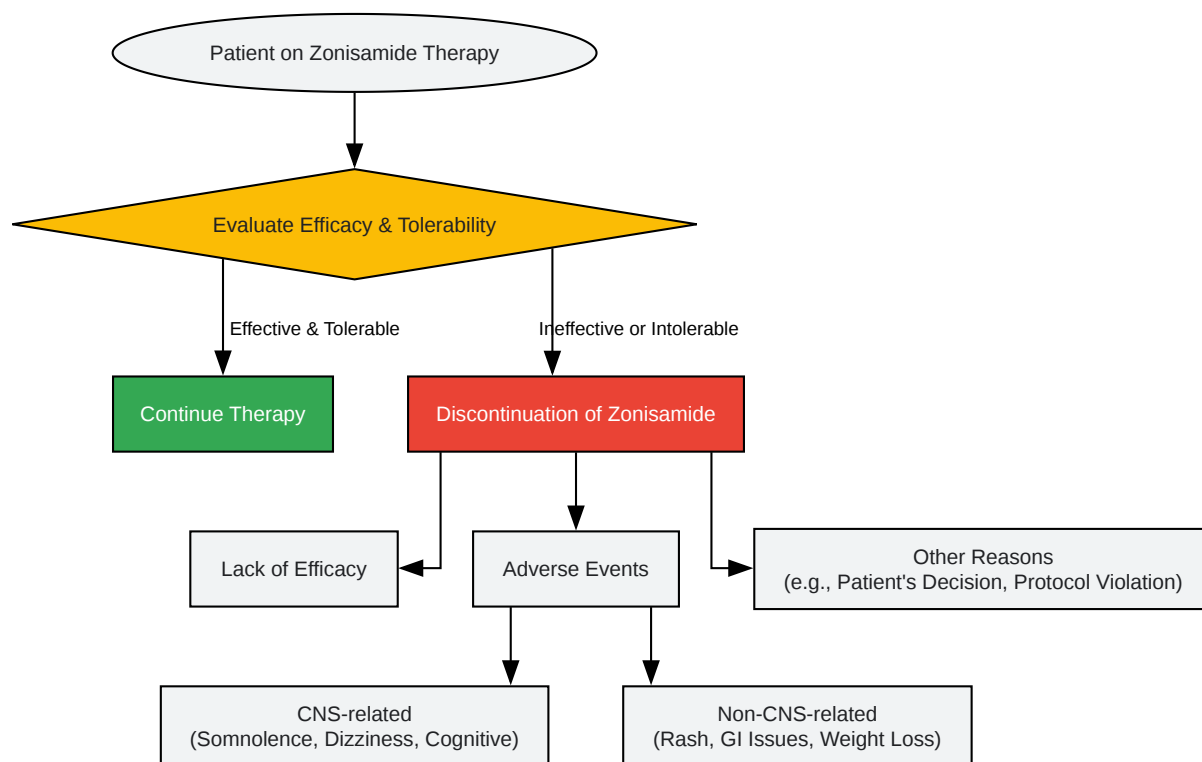 Patient on Zonisamide Therapy
Evaluate Efficacy & Tolerability
Effective & Tolerable
Ineffective or Intolerable
Continue Therapy
Discontinuation of Zonisamide
Lack of Efficacy
Adverse Events
Other Reasons
(e.g., Patient's Decision, Protocol Violation)
CNS-related
(Somnolence, Dizziness, Cognitive)
Non-CNS-related
(Rash, GI Issues, Weight Loss)